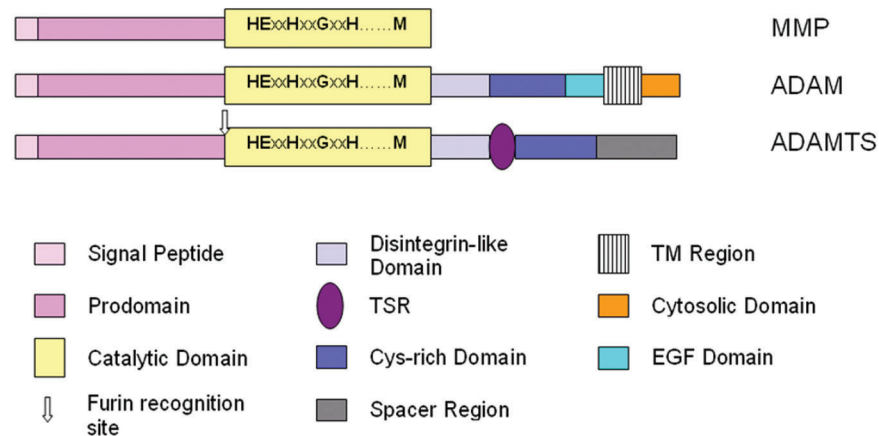 HExxHxxGxxH......M MMP
HExxHxxGxxH......M ADAM
HExxHxxGxxH......M ADAMTS
Signal Peptide
Disintegrin-like
Domain
TM Region
Prodomain
TSR
Cytosolic Domain
Catalytic Domain
Cys-rich Domain
EGF Domain
Furin recognition
site
Spacer Region